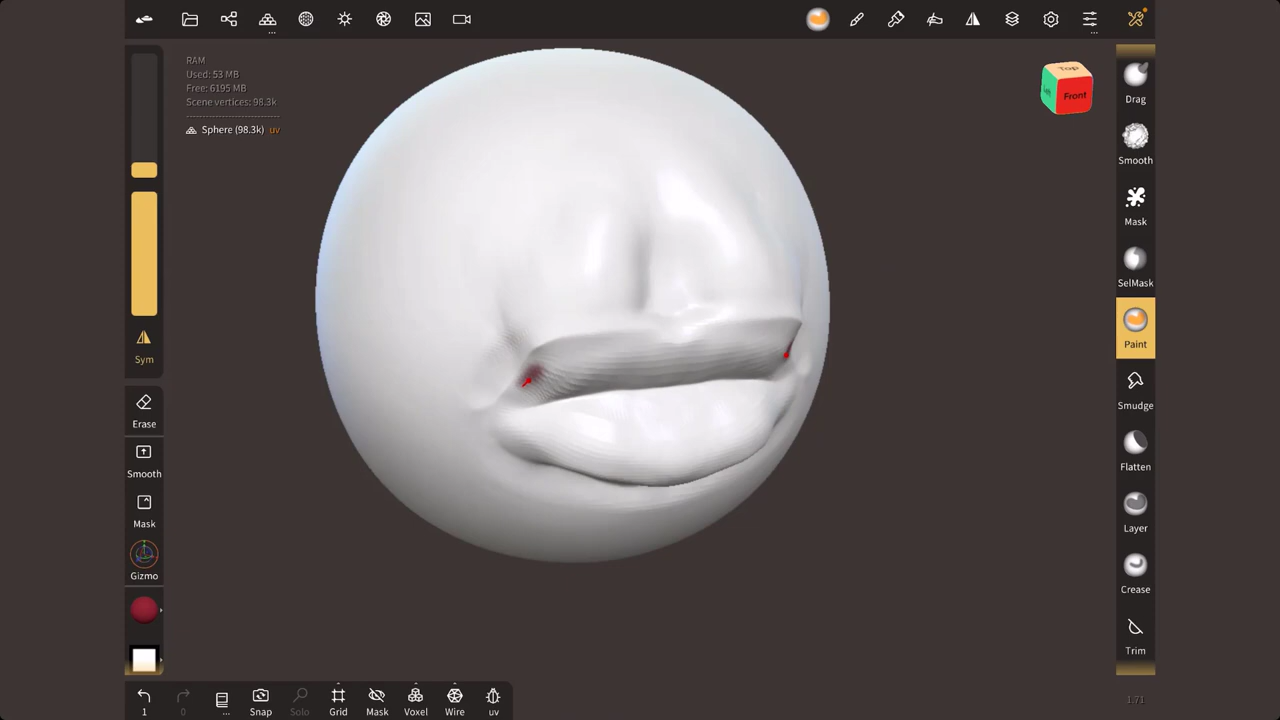 RAM
Used: 53 MB
Free: 6195 MB
Scene vertices: 98.3k
Sphere (98.3k) uv
Top
Front
Sym
Erase
Smooth
Mask
Gizmo
Drag
Smooth
Mask
SelMask
Paint
Smudge
Flatten
Layer
Crease
Trim
1
0
Snap
Solo
Grid
Mask
Voxel
Wire
uv
1.71